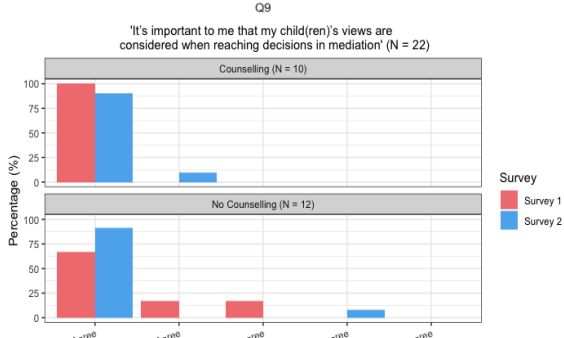 Q9
'It's important to me that my child(ren)'s views are
considered when reaching decisions in mediation' (N = 22)
Counselling (N = 10)
100
75
50
25
0
No Counselling (N = 12)
100
75
50
25
0
Percentage (%)
Survey
Survey 1
Survey 2